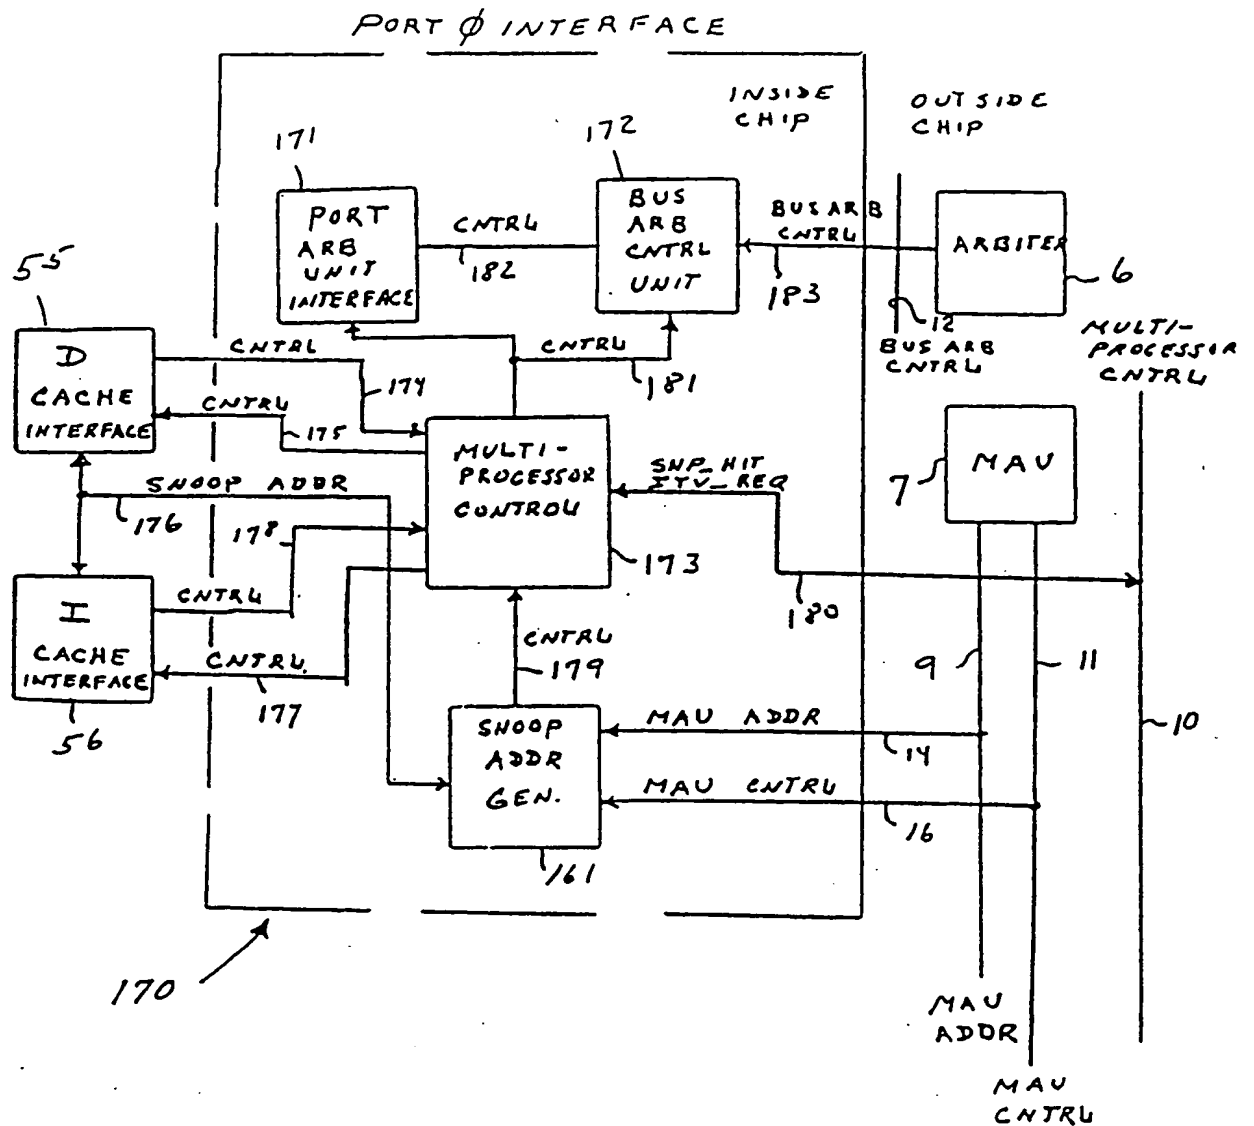 PORT Ø INTERFACE
INSIDE
CHIP
OUTSIDE
CHIP
171
172
PORT
ARB
UNIT
INTERFACE
CNTRL
182
BUS
ARB
CNTRL
UNIT
BUS ARB
CNTRL
183
ARBITER
6
12
BUS ARB
CNTRL
MULTI-
PROCESSOR
CNTRL
55
D
CACHE
INTERFACE
CNTRL
174
CNTRL
175
CNTRL
181
MULTI-
PROCESSOR
CONTROL
173
SNP_HIT
ITV_REQ
180
7
MAU
SNOOP ADDR
176
178
CNTRL
I
CACHE
INTERFACE
56
CNTRL
177
CNTRL
179
SNOOP
ADDR
GEN.
161
MAU ADDR
14
MAU CNTRL
16
9
11
10
170
MAU
ADDR
MAU
CNTRL